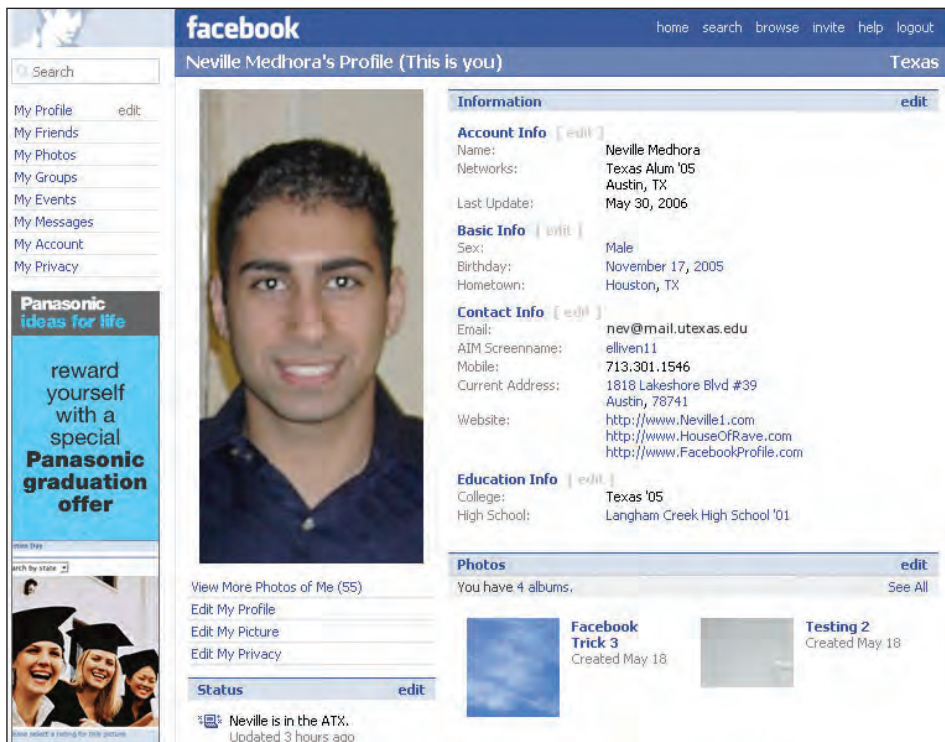 facebook
home search browse invite help logout
Neville Medhora's Profile (This is you) Texas
Search
My Profile edit
My Friends
My Photos
My Groups
My Events
My Messages
My Account
My Privacy
Panasonic
ideas for life
reward
yourself
with a
special
Panasonic
graduation
offer
arch by state
select a rating for this picture
View More Photos of Me (55)
Edit My Profile
Edit My Picture
Edit My Privacy
Status edit
Neville is in the ATX.
Updated 3 hours ago
Information edit
Account Info [ edit ]
Name: Neville Medhora
Networks: Texas Alum '05
Austin, TX
Last Update: May 30, 2006
Basic Info [ edit ]
Sex: Male
Birthday: November 17, 2005
Hometown: Houston, TX
Contact Info [ edit ]
Email: nev@mail.utexas.edu
AIM Screenname: elliven11
Mobile: 713.301.1546
Current Address: 1818 Lakeshore Blvd #39
Austin, 78741
Website: http://www.Neville1.com
http://www.HouseOfRave.com
http://www.FacebookProfile.com
Education Info [ edit ]
College: Texas '05
High School: Langham Creek High School '01
Photos edit
You have 4 albums. See All
Facebook
Trick 3
Created May 18
Testing 2
Created May 18